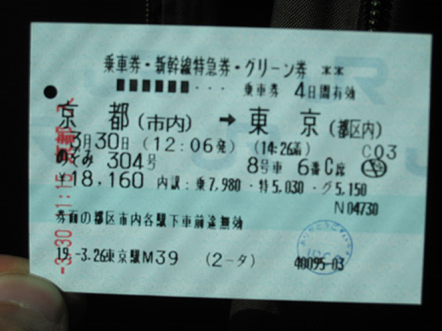 乗車券・新幹線特急券・グリーン券 **
■■■■■■・・・ 乗車券 4日間有効
京都(市内) → 東京(都区内)
3月30日(12:06発) (14:26着) C03
のぞみ 304号 8号車 6番C席
¥18,160 内訳:乗7,980・特5,030・グ5,150
N04730
券面の都区市内各駅下車前途無効
19.-3.26東京駅M39 (2-タ) 40095-03